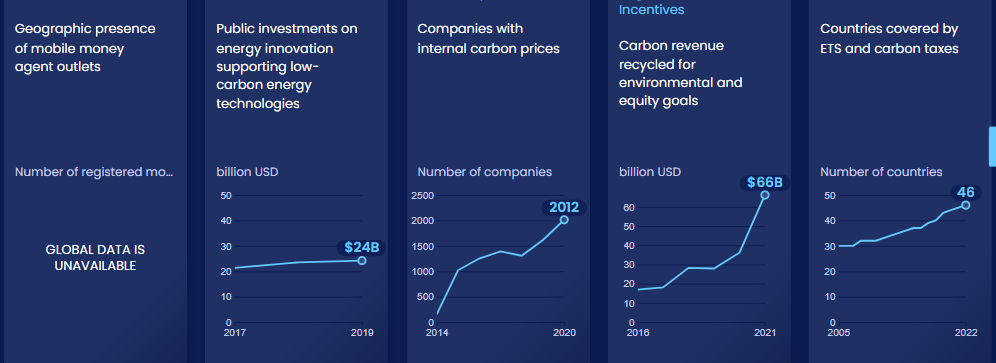 Geographic presence
of mobile money
agent outlets
Number of registered mo...
GLOBAL DATA IS
UNAVAILABLE
Public investments on
energy innovation
supporting low-
carbon energy
technologies
billion USD
50
40
30
20
10
0
$24B
2017
2019
Companies with
internal carbon prices
Number of companies
2500
2000
1500
1000
500
0
2012
2014
2020
Incentives
Carbon revenue
recycled for
environmental and
equity goals
billion USD
$66B
60
50
40
30
20
10
0
2016
2021
Countries covered by
ETS and carbon taxes
Number of countries
50
40
30
20
10
0
46
2005
2022